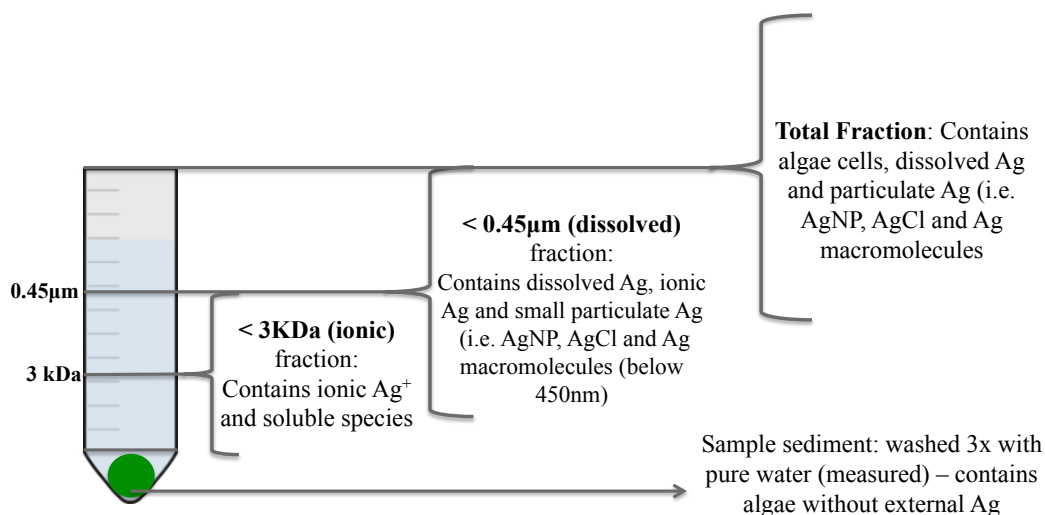 0.45μm
3 kDa
< 3KDa (ionic)
fraction:
Contains ionic Ag⁺
and soluble species
< 0.45μm (dissolved)
fraction:
Contains dissolved Ag, ionic
Ag and small particulate Ag
(i.e. AgNP, AgCl and Ag
macromolecules (below
450nm)
Total Fraction: Contains
algae cells, dissolved Ag
and particulate Ag (i.e.
AgNP, AgCl and Ag
macromolecules
Sample sediment: washed 3x with
pure water (measured) – contains
algae without external Ag